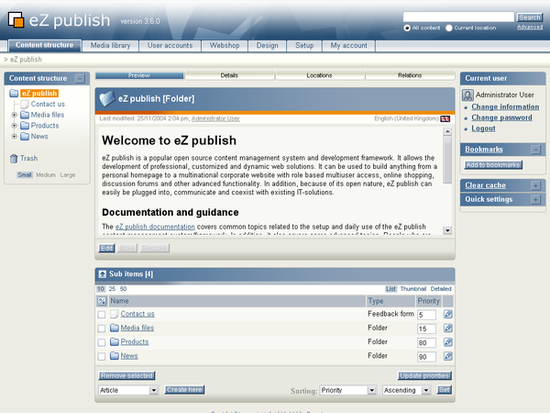 eZ publish version 3.6.0
Search
All content Current location Advanced
Content structure Media library User accounts Webshop Design Setup My account
> eZ publish
Content structure
eZ publish
Contact us
Media files
Products
News
Trash
Small Medium Large
Preview Details Locations Relations
eZ publish [Folder]
Last modified: 25/11/2004 2:04 pm, Administrator User English (United Kingdom)
Welcome to eZ publish
eZ publish is a popular open source content management system and development framework. It allows the
development of professional, customized and dynamic web solutions. It can be used to build anything from a
personal homepage to a multinational corporate website with role based multiuser access, online shopping,
discussion forums and other advanced functionality. In addition, because of its open nature, eZ publish can
easily be plugged into, communicate and coexist with existing IT-solutions.
Documentation and guidance
The eZ publish documentation covers common topics related to the setup and daily use of the eZ publish
Edit Move Remove
Sub items [4]
10 25 50 List Thumbnail Detailed
Name Type Priority
Contact us Feedback form 5
Media files Folder 15
Products Folder 80
News Folder 90
Remove selected Update priorities
Article Create here Sorting: Priority Ascending Set
Current user
Administrator User
Change information
Change password
Logout
Bookmarks
Add to bookmarks
Clear cache
Quick settings